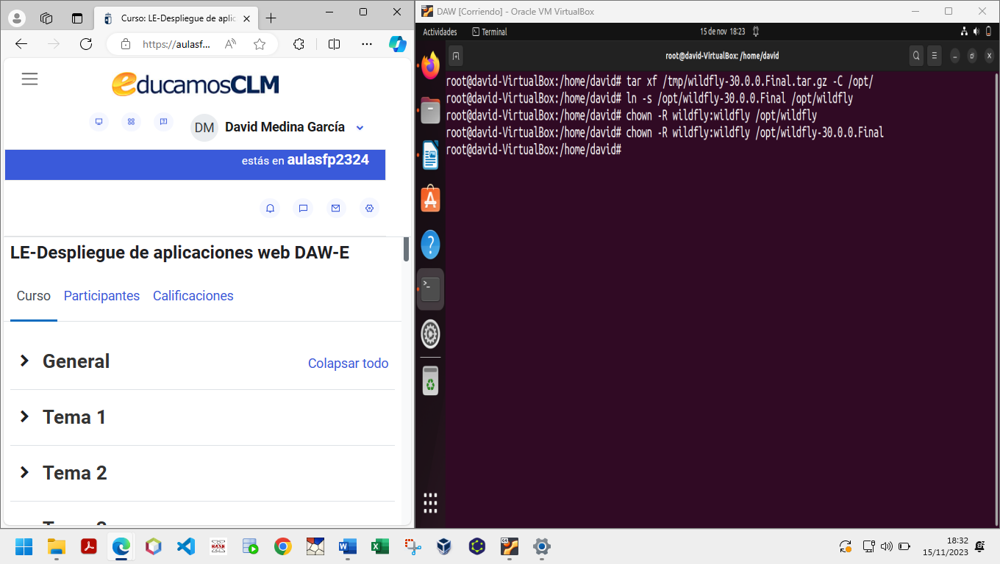 Curso: LE-Despliegue de aplic
https://aulasf...
educamosCLM
DM David Medina García
estás en aulasfp2324
LE-Despliegue de aplicaciones web DAW-E
Curso Participantes Calificaciones
General Colapsar todo
Tema 1
Tema 2
DAW [Corriendo] - Oracle VM VirtualBox
Actividades Terminal 15 de nov 18:23
root@david-VirtualBox: /home/david
root@david-VirtualBox:/home/david# tar xf /tmp/wildfly-30.0.0.Final.tar.gz -C /opt/
root@david-VirtualBox:/home/david# ln -s /opt/wildfly-30.0.0.Final /opt/wildfly
root@david-VirtualBox:/home/david# chown -R wildfly:wildfly /opt/wildfly
root@david-VirtualBox:/home/david# chown -R wildfly:wildfly /opt/wildfly-30.0.0.Final
root@david-VirtualBox:/home/david#
18:32
15/11/2023